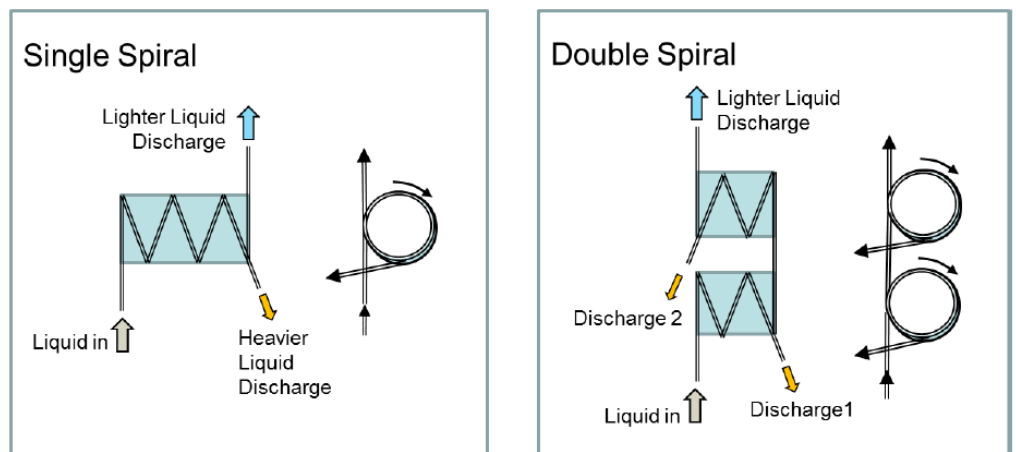 Single Spiral
Lighter Liquid
Discharge
Liquid in
Heavier
Liquid
Discharge
Double Spiral
Lighter Liquid
Discharge
Discharge 2
Liquid in
Discharge1